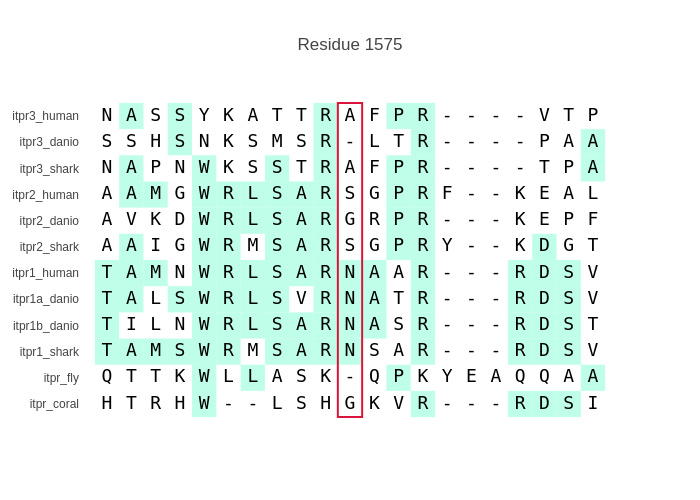 Residue 1575
itpr3_human N A S S Y K A T T R A F P R - - - - V T P
itpr3_danio S S H S N K S M S R - L T R - - - - P A A
itpr3_shark N A P N W K S S T R A F P R - - - - T P A
itpr2_human A A M G W R L S A R S G P R F - - K E A L
itpr2_danio A V K D W R L S A R G R P R - - - K E P F
itpr2_shark A A I G W R M S A R S G P R Y - - K D G T
itpr1_human T A M N W R L S A R N A A R - - - R D S V
itpr1a_danio T A L S W R L S V R N A T R - - - R D S V
itpr1b_danio T I L N W R L S A R N A S R - - - R D S T
itpr1_shark T A M S W R M S A R N S A R - - - R D S V
itpr_fly Q T T K W L L A S K - Q P K Y E A Q Q A A
itpr_coral H T R H W - - L S H G K V R - - - R D S I